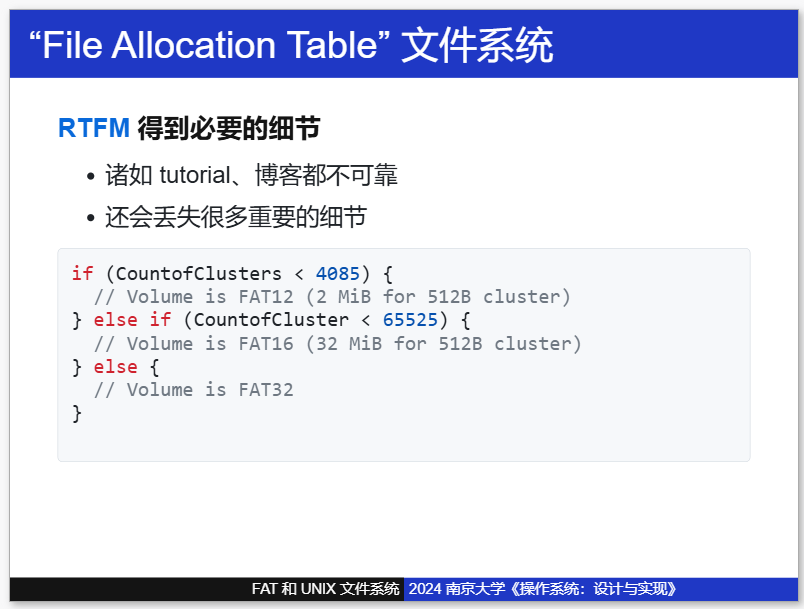 “File Allocation Table” 文件系统
RTFM 得到必要的细节
• 诸如 tutorial、博客都不可靠
• 还会丢失很多重要的细节
if (CountofClusters < 4085) {
  // Volume is FAT12 (2 MiB for 512B cluster)
} else if (CountofCluster < 65525) {
  // Volume is FAT16 (32 MiB for 512B cluster)
} else {
  // Volume is FAT32
}
FAT 和 UNIX 文件系统 2024 南京大学《操作系统：设计与实现》